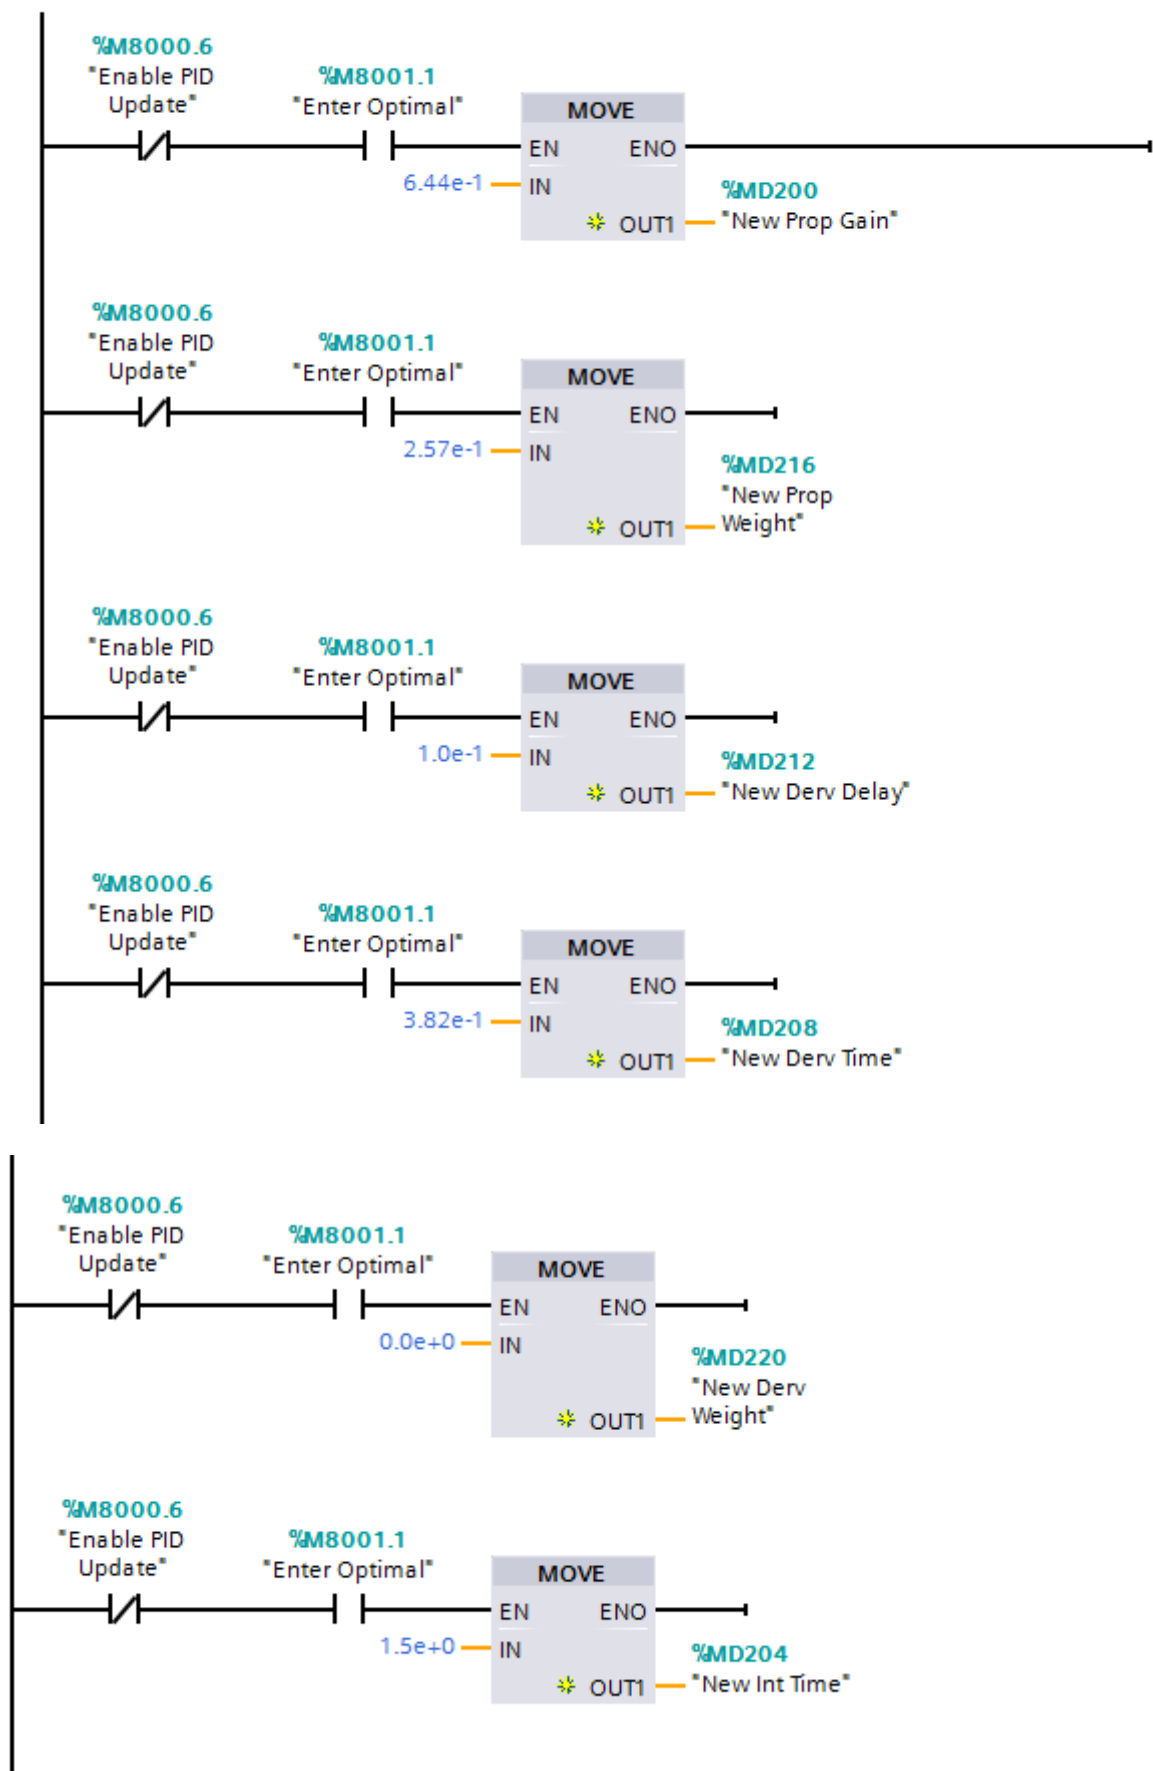 %M8000.6
"Enable PID
Update"
%M8001.1
"Enter Optimal"
MOVE
EN ENO
6.44e-1 IN
%MD200
OUT1 "New Prop Gain"
%M8000.6
"Enable PID
Update"
%M8001.1
"Enter Optimal"
MOVE
EN ENO
2.57e-1 IN
%MD216
"New Prop
OUT1 Weight"
%M8000.6
"Enable PID
Update"
%M8001.1
"Enter Optimal"
MOVE
EN ENO
1.0e-1 IN
%MD212
OUT1 "New Derv Delay"
%M8000.6
"Enable PID
Update"
%M8001.1
"Enter Optimal"
MOVE
EN ENO
3.82e-1 IN
%MD208
OUT1 "New Derv Time"
%M8000.6
"Enable PID
Update"
%M8001.1
"Enter Optimal"
MOVE
EN ENO
0.0e+0 IN
%MD220
"New Derv
OUT1 Weight"
%M8000.6
"Enable PID
Update"
%M8001.1
"Enter Optimal"
MOVE
EN ENO
1.5e+0 IN
%MD204
OUT1 "New Int Time"